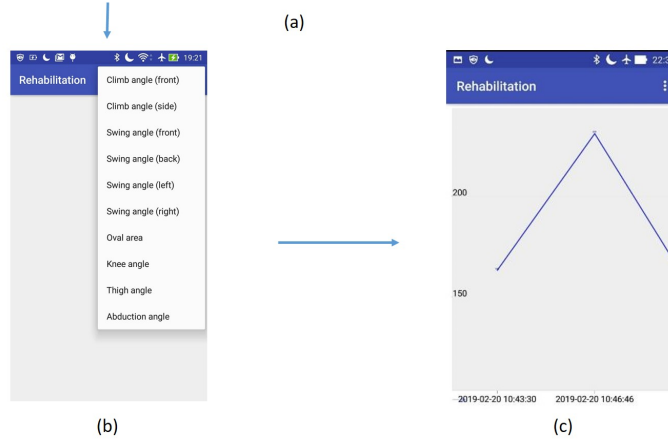 (a)
19:21
Rehabilitation
Climb angle (front)
Climb angle (side)
Swing angle (front)
Swing angle (back)
Swing angle (left)
Swing angle (right)
Oval area
Knee angle
Thigh angle
Abduction angle
(b)
22:3
Rehabilitation
200
150
2019-02-20 10:43:30 2019-02-20 10:46:46
(c)